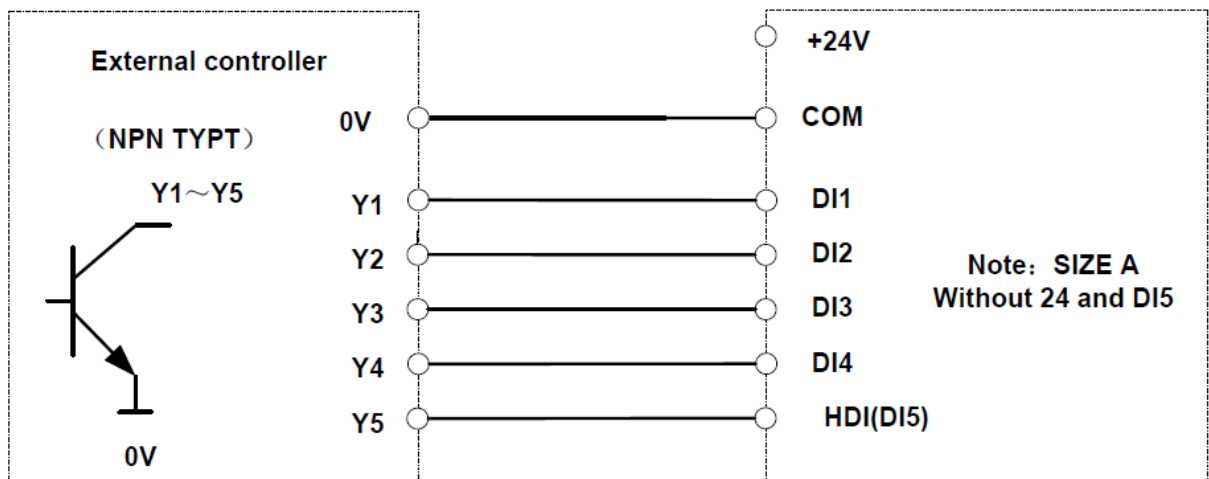 External controller
（NPN TYPT）
Y1～Y5
0V
0V
Y1
Y2
Y3
Y4
Y5
+24V
COM
DI1
DI2
DI3
DI4
HDI(DI5)
Note：SIZE A
Without 24 and DI5